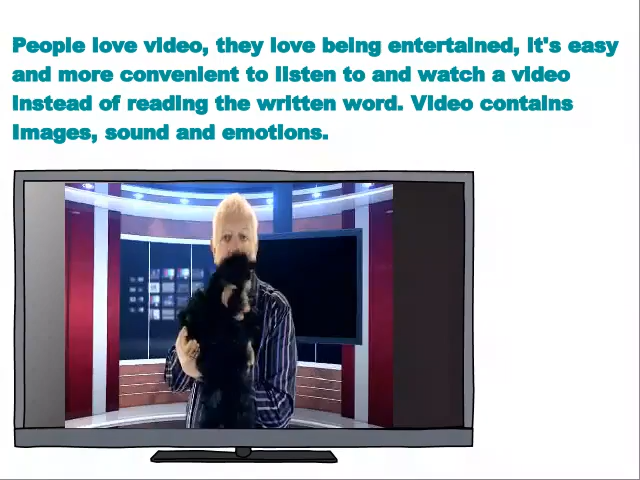 People love video, they love being entertained, it's easy
and more convenient to listen to and watch a video
instead of reading the written word. Video contains
images, sound and emotions.